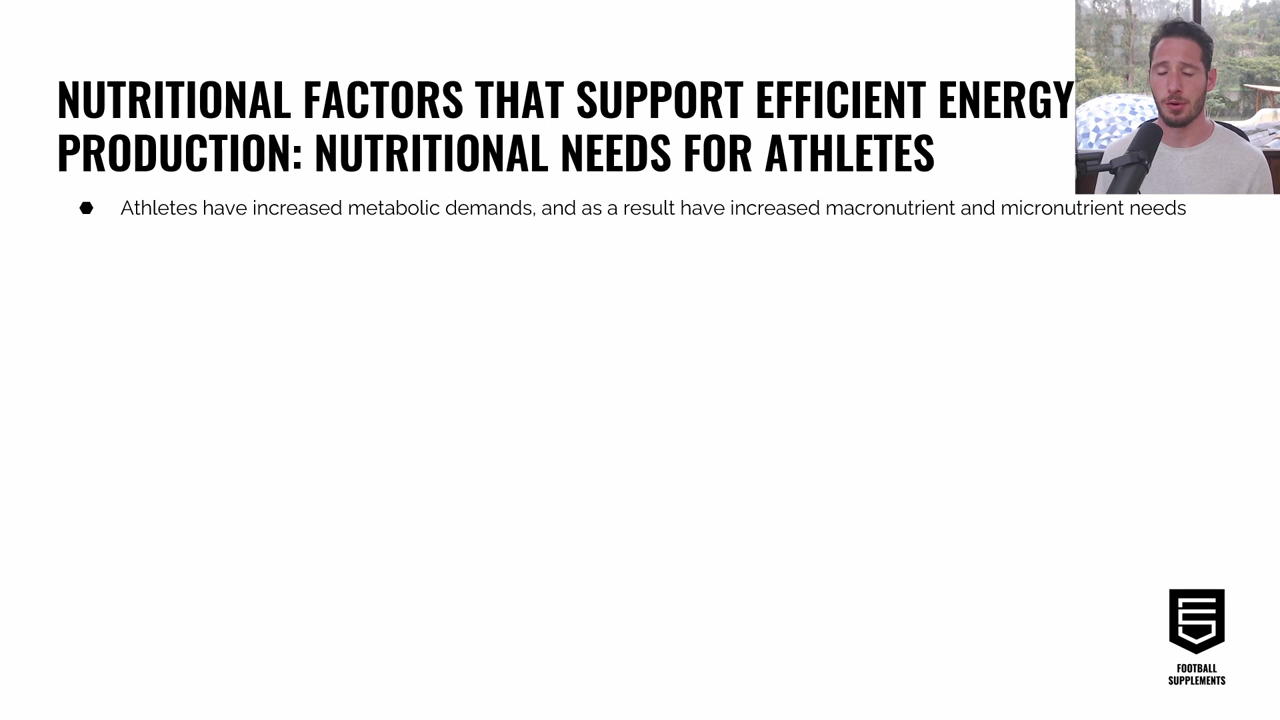 NUTRITIONAL FACTORS THAT SUPPORT EFFICIENT ENERGY
PRODUCTION: NUTRITIONAL NEEDS FOR ATHLETES
Athletes have increased metabolic demands, and as a result have increased macronutrient and micronutrient needs
FOOTBALL
SUPPLEMENTS